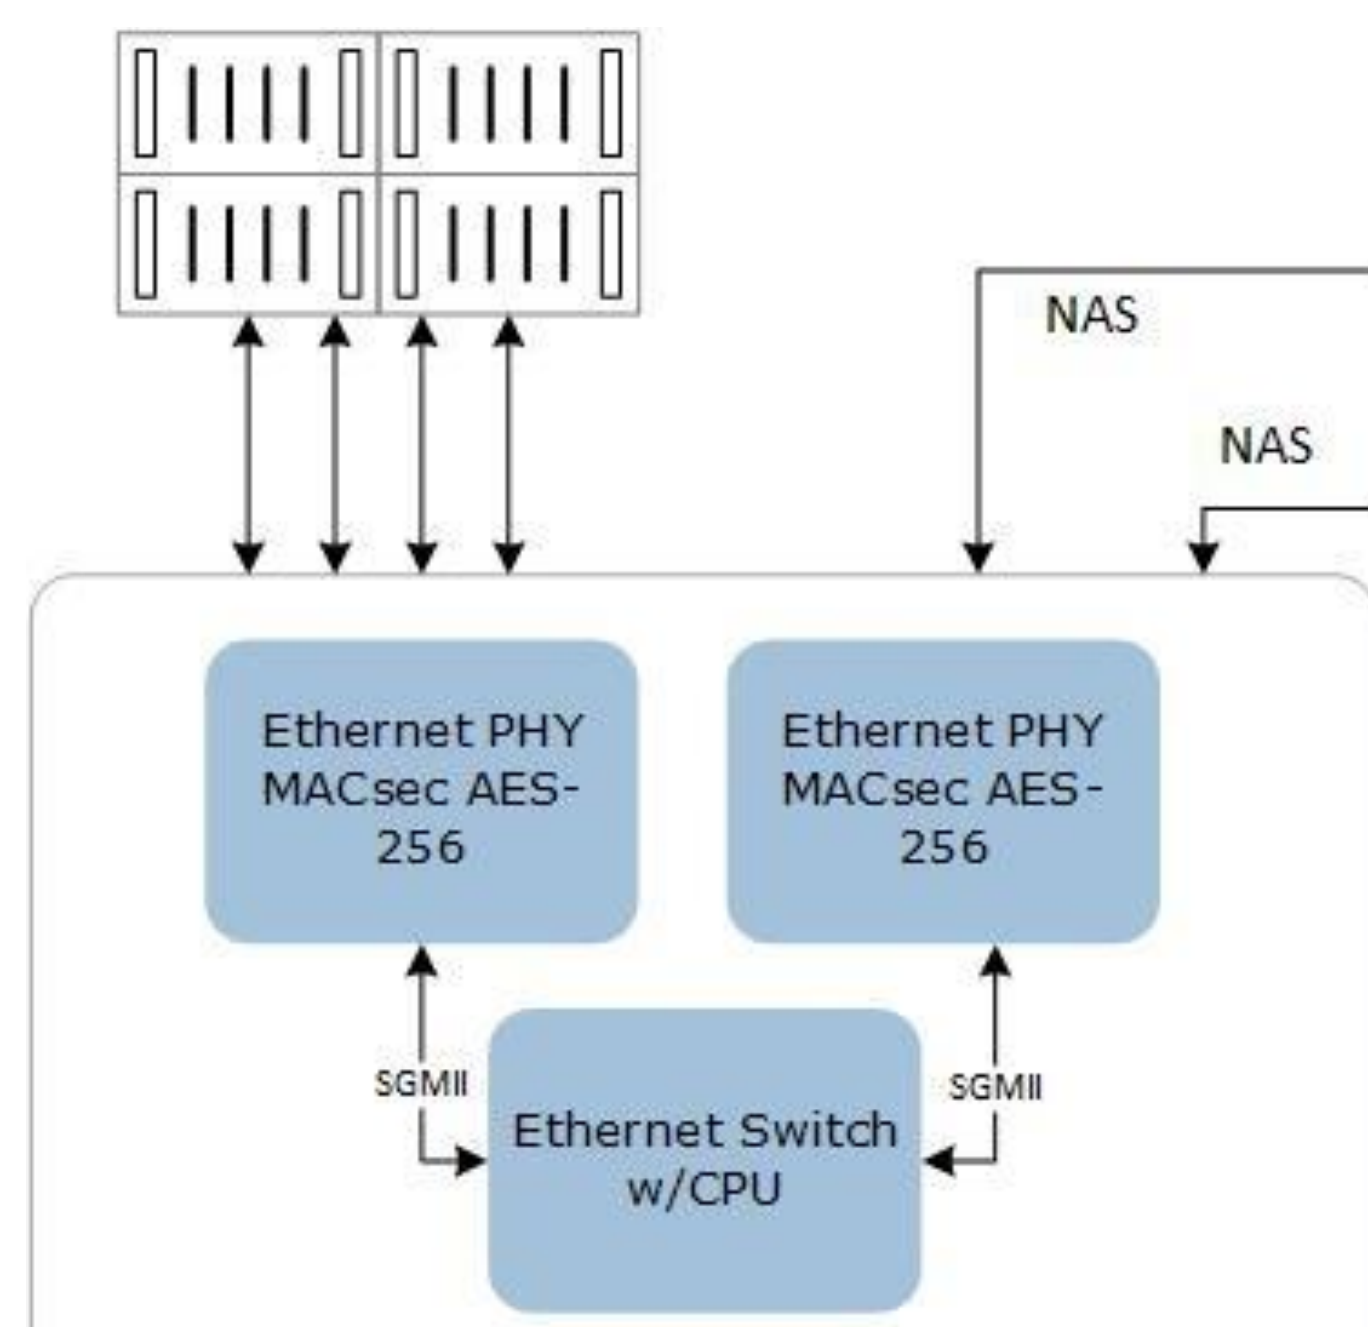 NAS
NAS
Ethernet PHY
MACsec AES-
256
Ethernet PHY
MACsec AES-
256
SGMII
SGMII
Ethernet Switch
w/CPU